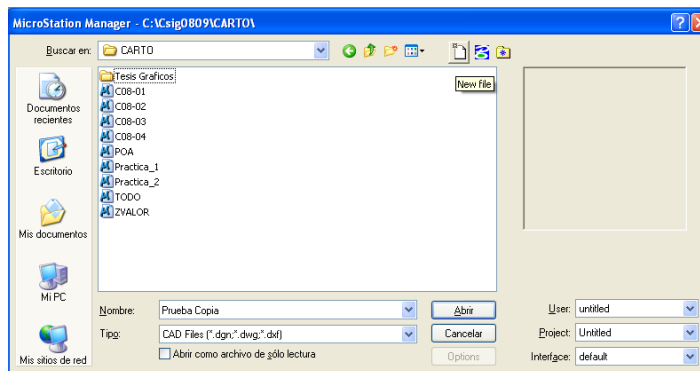 MicroStation Manager - C:\Csig0809\CARTO\
Buscar en: CARTO
New file
Documentos
recientes
Escritorio
Mis documentos
Mi PC
Mis sitios de red
Tesis Graficos
C08-01
C08-02
C08-03
C08-04
POA
Practica_1
Practica_2
TODO
ZVALOR
Nombre: Prueba Copia Abrir
Tipo: CAD Files (*.dgn;*.dwg;*.dxf) Cancelar
Abrir como archivo de sólo lectura Options
User: untitled
Project: Untitled
Interface: default